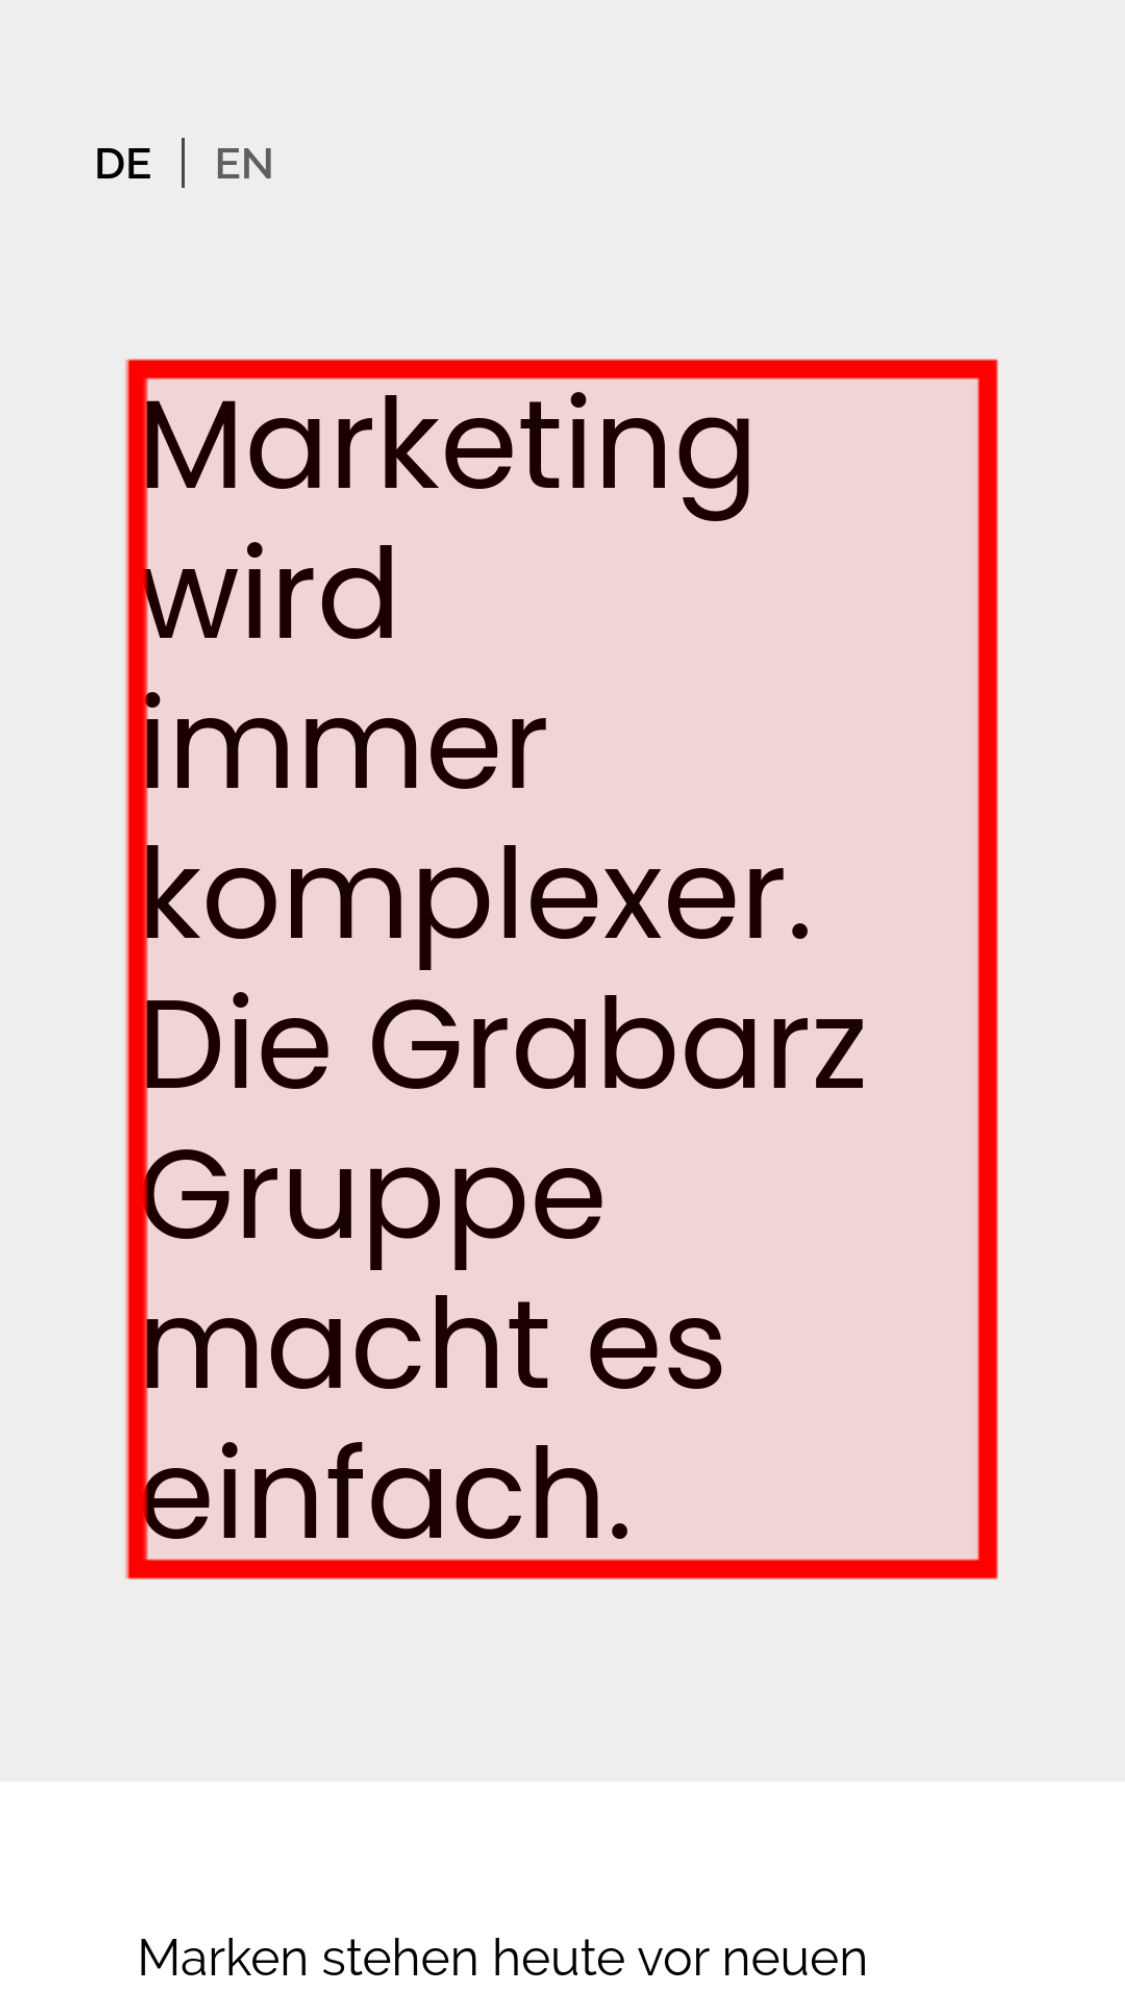 DE | EN
Marketing
wird
immer
komplexer.
Die Grabarz
Gruppe
macht es
einfach.
Marken stehen heute vor neuen